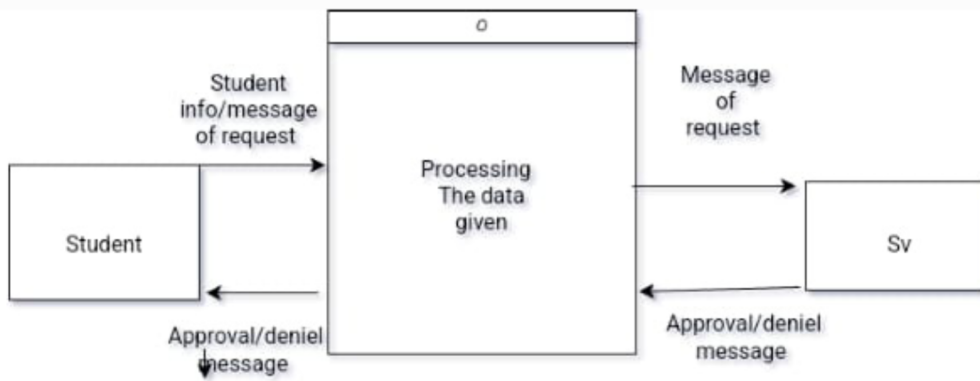 0
Student
info/message
of request
Message
of
request
Processing
The data
given
Student
Sv
Approval/deniel
message
Approval/deniel
message